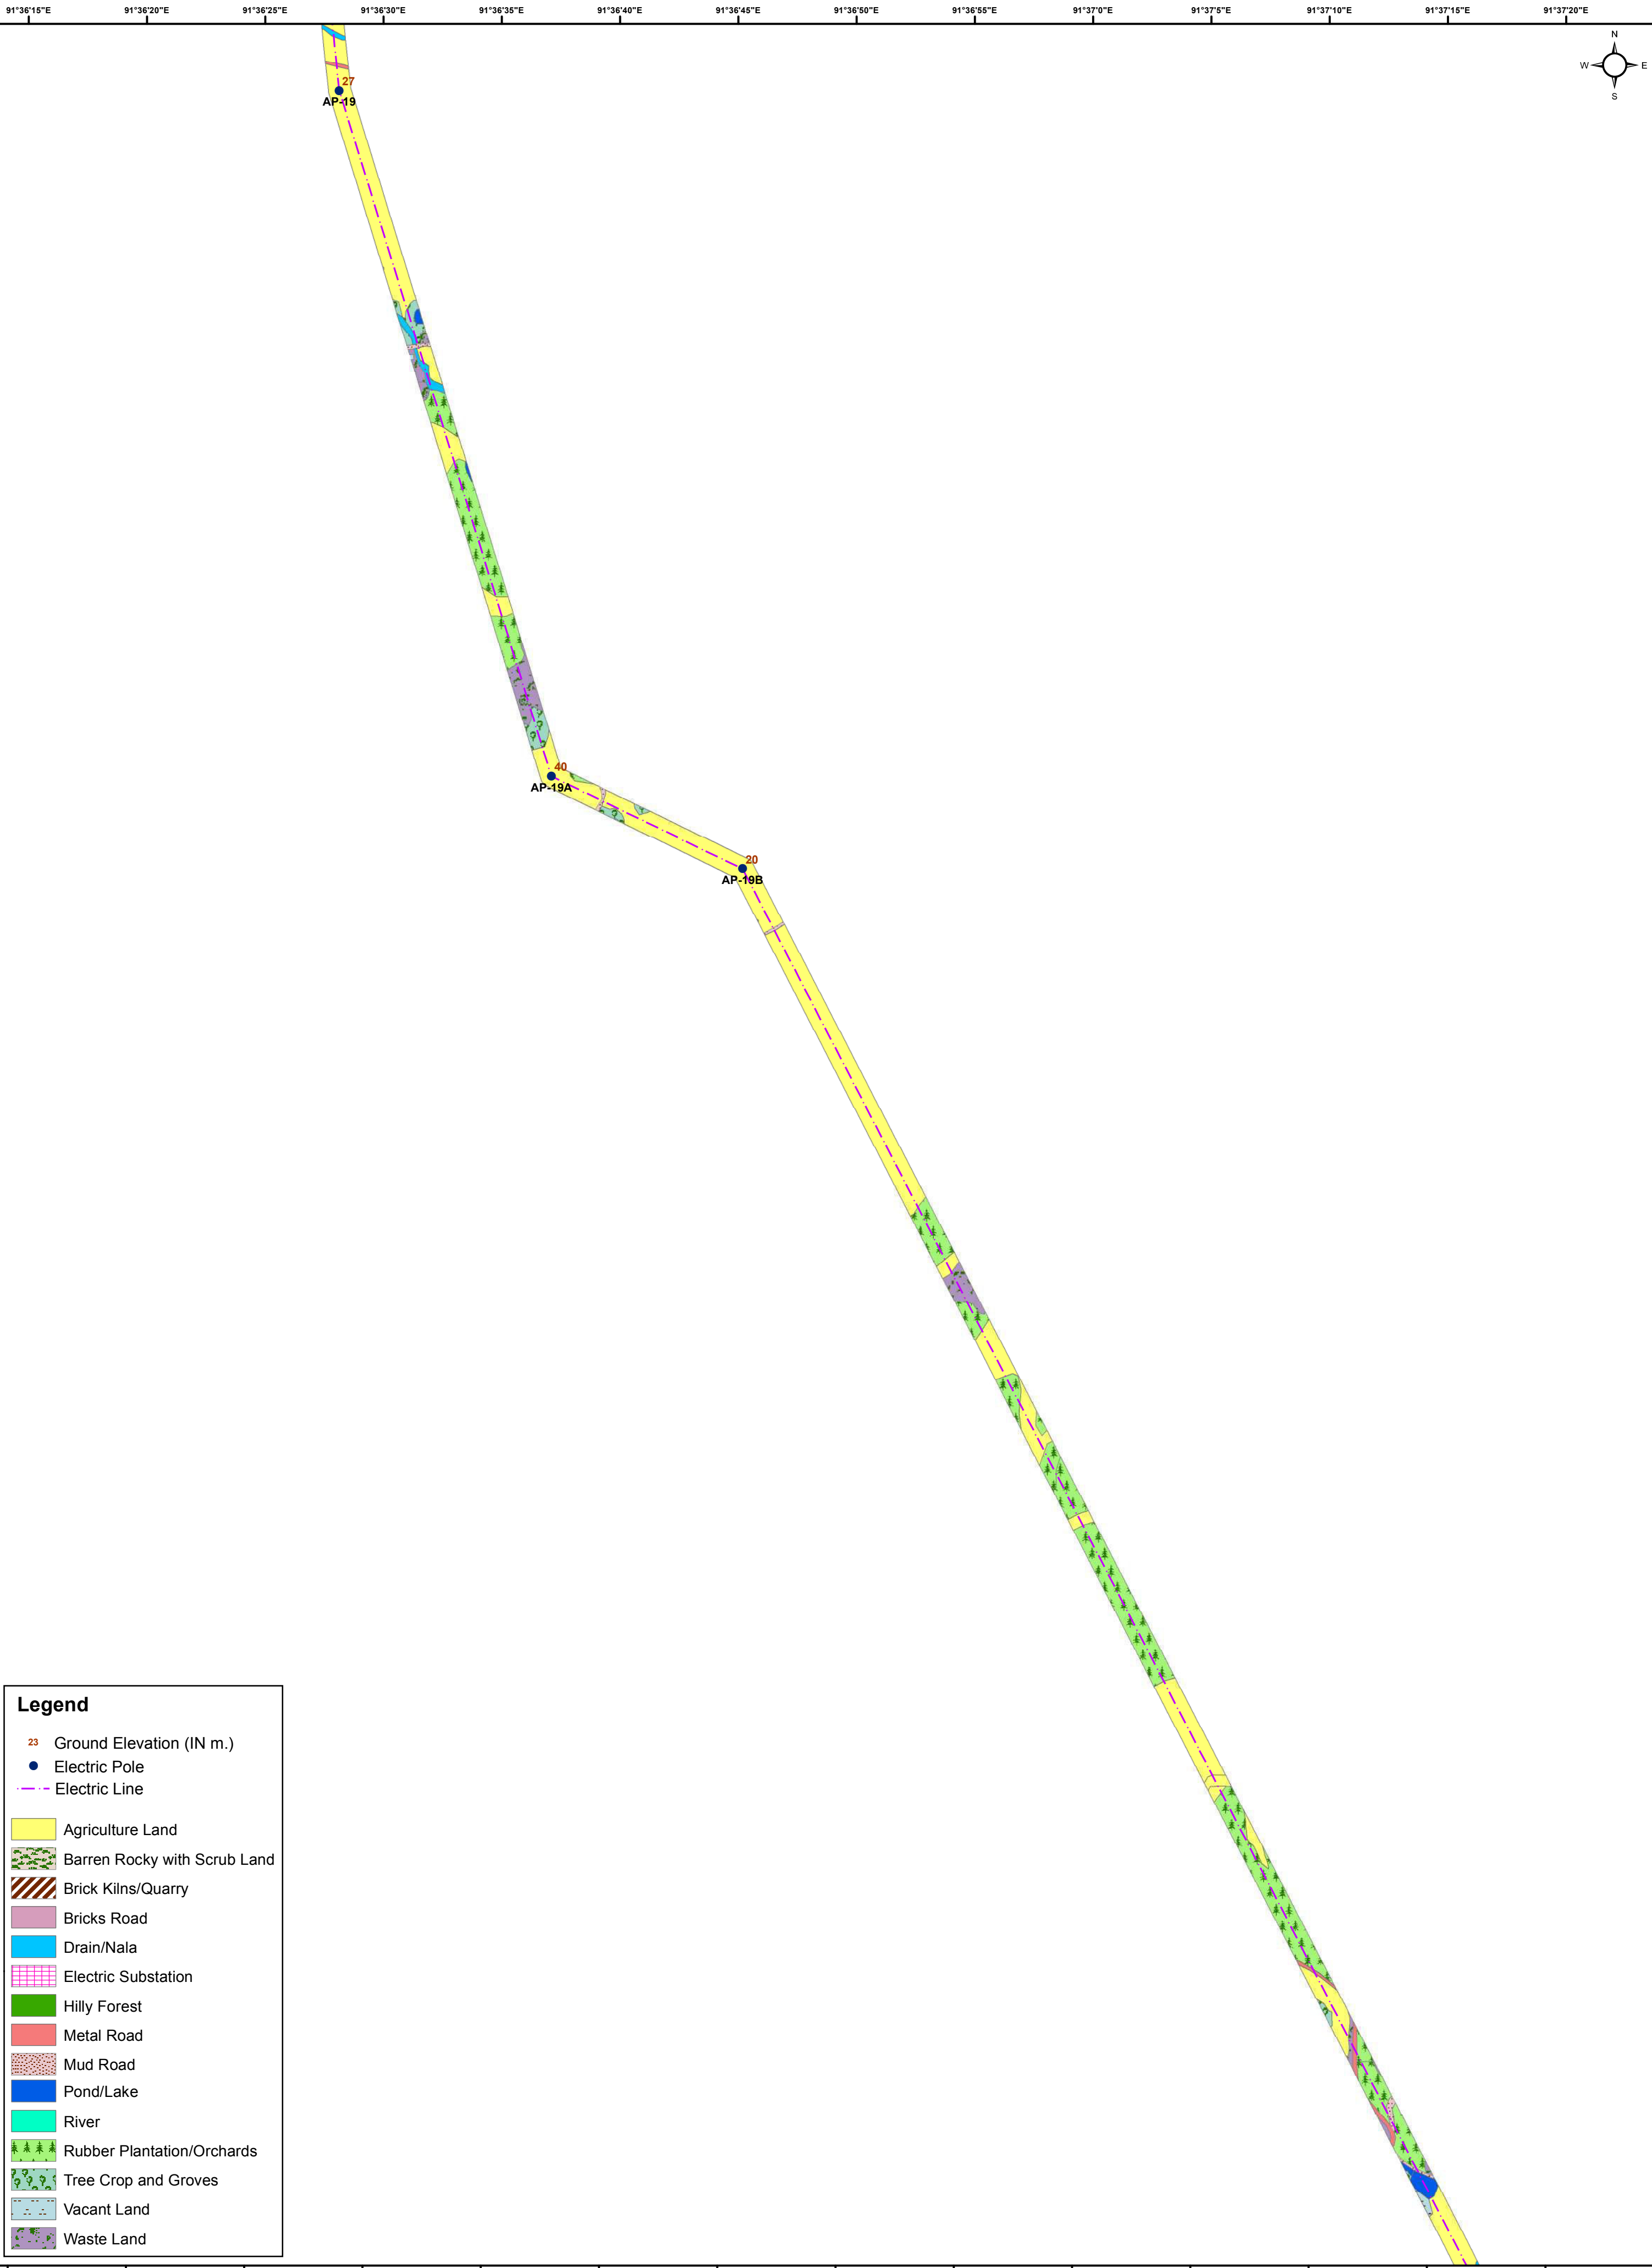 91°36'15"E 91°36'20"E 91°36'25"E 91°36'30"E 91°36'35"E 91°36'40"E 91°36'45"E 91°36'50"E 91°36'55"E 91°37'0"E 91°37'5"E 91°37'10"E 91°37'15"E 91°37'20"E
N
W E
S
27
AP-19
40
AP-19A
20
AP-19B
Legend
23 Ground Elevation (IN m.)
Electric Pole
Electric Line
Agriculture Land
Barren Rocky with Scrub Land
Brick Kilns/Quarry
Bricks Road
Drain/Nala
Electric Substation
Hilly Forest
Metal Road
Mud Road
Pond/Lake
River
Rubber Plantation/Orchards
Tree Crop and Groves
Vacant Land
Waste Land